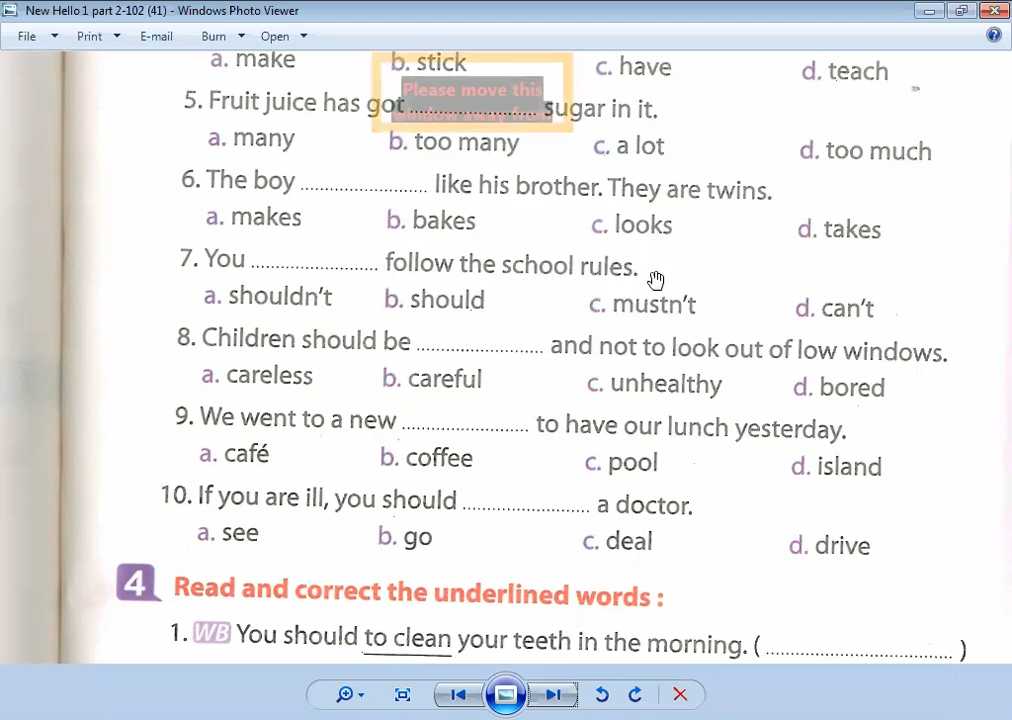 New Hello 1 part 2-102 (41) - Windows Photo Viewer
File Print E-mail Burn Open
a. make b. stick c. have d. teach
Please move this
window away from
5. Fruit juice has got .............................. sugar in it.
a. many b. too many c. a lot d. too much
6. The boy .............................. like his brother. They are twins.
a. makes b. bakes c. looks d. takes
7. You .............................. follow the school rules.
a. shouldn't b. should c. mustn't d. can't
8. Children should be .............................. and not to look out of low windows.
a. careless b. careful c. unhealthy d. bored
9. We went to a new .............................. to have our lunch yesterday.
a. café b. coffee c. pool d. island
10. If you are ill, you should .............................. a doctor.
a. see b. go c. deal d. drive
4 Read and correct the underlined words :
1. WB You should to clean your teeth in the morning. (..............................)